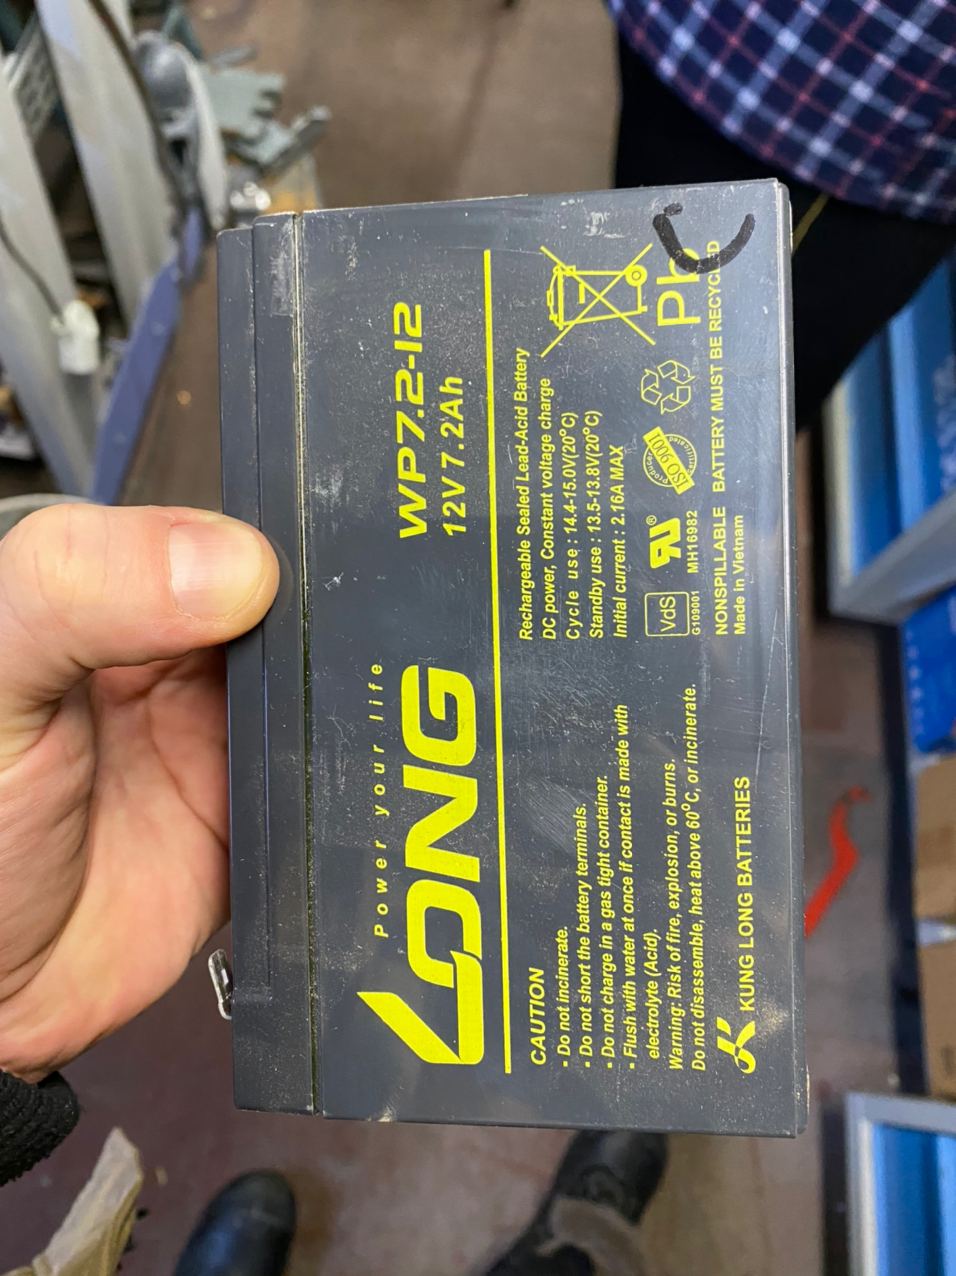 Power your life
LONG
WP7.2-12
12V 7.2Ah
CAUTION
- Do not incinerate.
- Do not short the battery terminals.
- Do not charge in a gas tight container.
- Flush with water at once if contact is made with
electrolyte (Acid).
Warning: Risk of fire, explosion, or burns.
Do not disassemble, heat above 60°C, or incinerate.
KUNG LONG BATTERIES
Rechargeable Sealed Lead-Acid Battery
DC power, Constant voltage charge
Cycle use : 14.4-15.0V(20°C)
Standby use : 13.5-13.8V(20°C)
Initial current : 2.16A MAX
VdS
G109001
MH16982
ISO 9001
Pb
C
NONSPILLABLE BATTERY MUST BE RECYCLED
Made in Vietnam